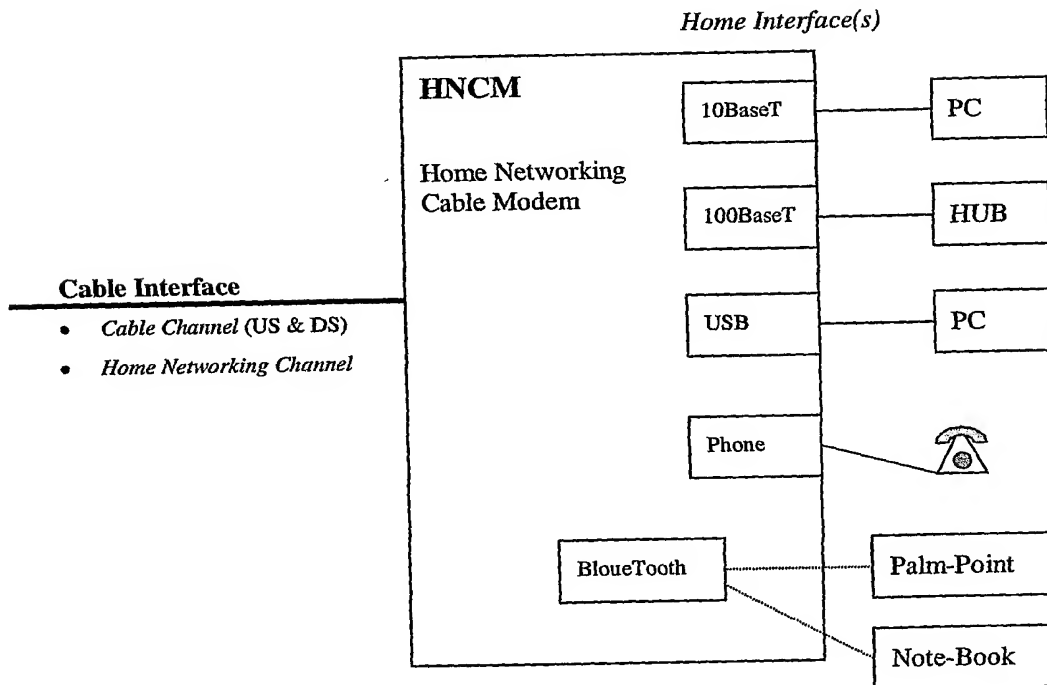 Home Interface(s)
HNCM
Home Networking
Cable Modem
10BaseT
PC
100BaseT
HUB
Cable Interface
• Cable Channel (US & DS)
• Home Networking Channel
USB
PC
Phone
BloueTooth
Palm-Point
Note-Book